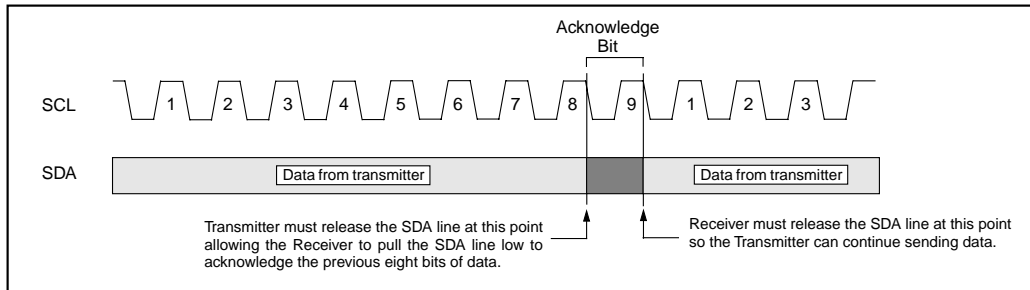 Acknowledge
Bit
SCL
1 2 3 4 5 6 7 8 9 1 2 3
SDA
Data from transmitter
Data from transmitter
Transmitter must release the SDA line at this point
allowing the Receiver to pull the SDA line low to
acknowledge the previous eight bits of data.
Receiver must release the SDA line at this point
so the Transmitter can continue sending data.